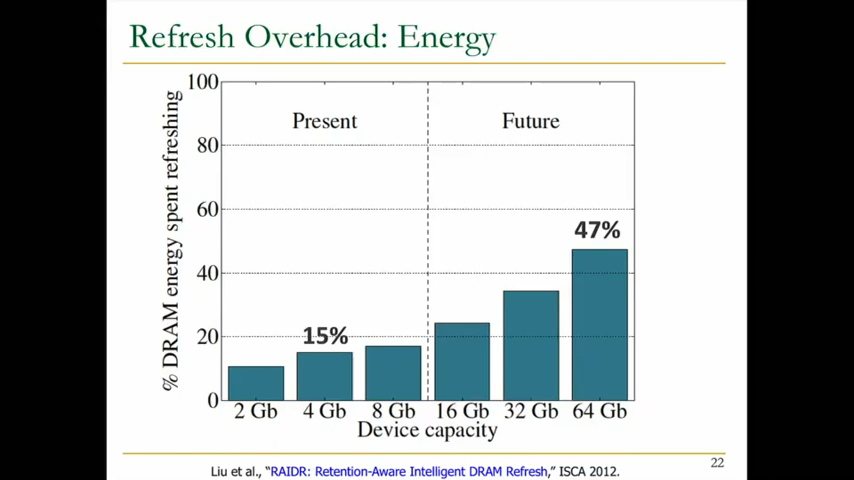 Refresh Overhead: Energy
% DRAM energy spent refreshing
100
80
60
40
20
0
Present
Future
15%
47%
2 Gb 4 Gb 8 Gb 16 Gb 32 Gb 64 Gb
Device capacity
Liu et al., “RAIDR: Retention-Aware Intelligent DRAM Refresh,” ISCA 2012.
22